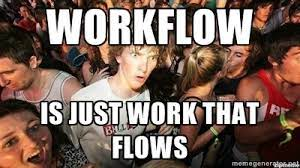 WORKFLOW
IS JUST WORK THAT
FLOWS
memegenerator.net